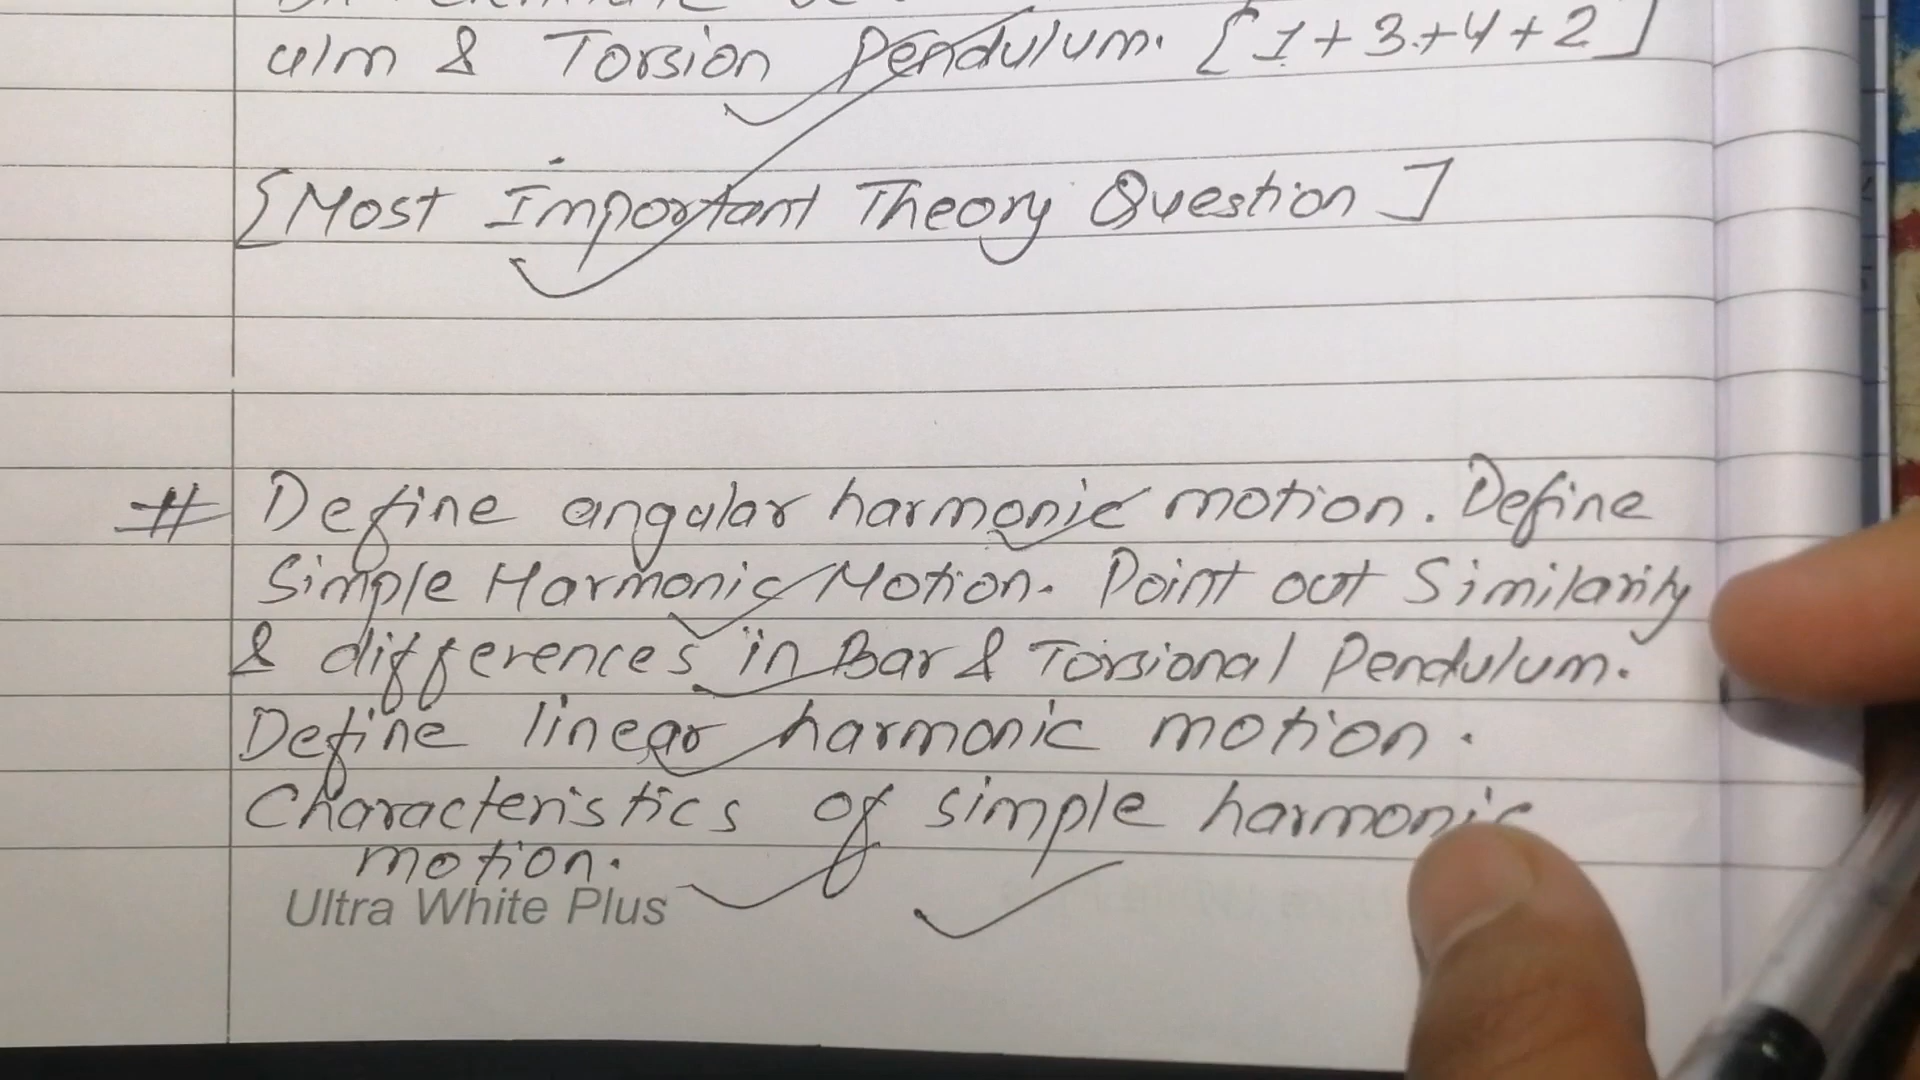 ulm & Torsion Pendulum. [1+3+4+2]
[Most Important Theory Question]
# Define angular harmonic motion. Define
Simple Harmonic Motion. Point out Similarity
& differences in Bar & Torsional Pendulum.
Define linear harmonic motion.
Characteristics of simple harmonic
motion.
Ultra White Plus